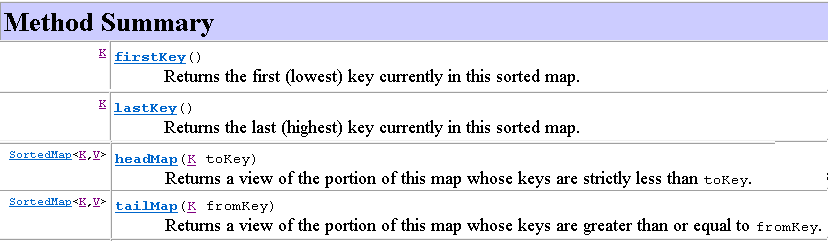 Method Summary
K firstKey()
Returns the first (lowest) key currently in this sorted map.
K lastKey()
Returns the last (highest) key currently in this sorted map.
SortedMap<K,V> headMap(K toKey)
Returns a view of the portion of this map whose keys are strictly less than toKey.
SortedMap<K,V> tailMap(K fromKey)
Returns a view of the portion of this map whose keys are greater than or equal to fromKey.